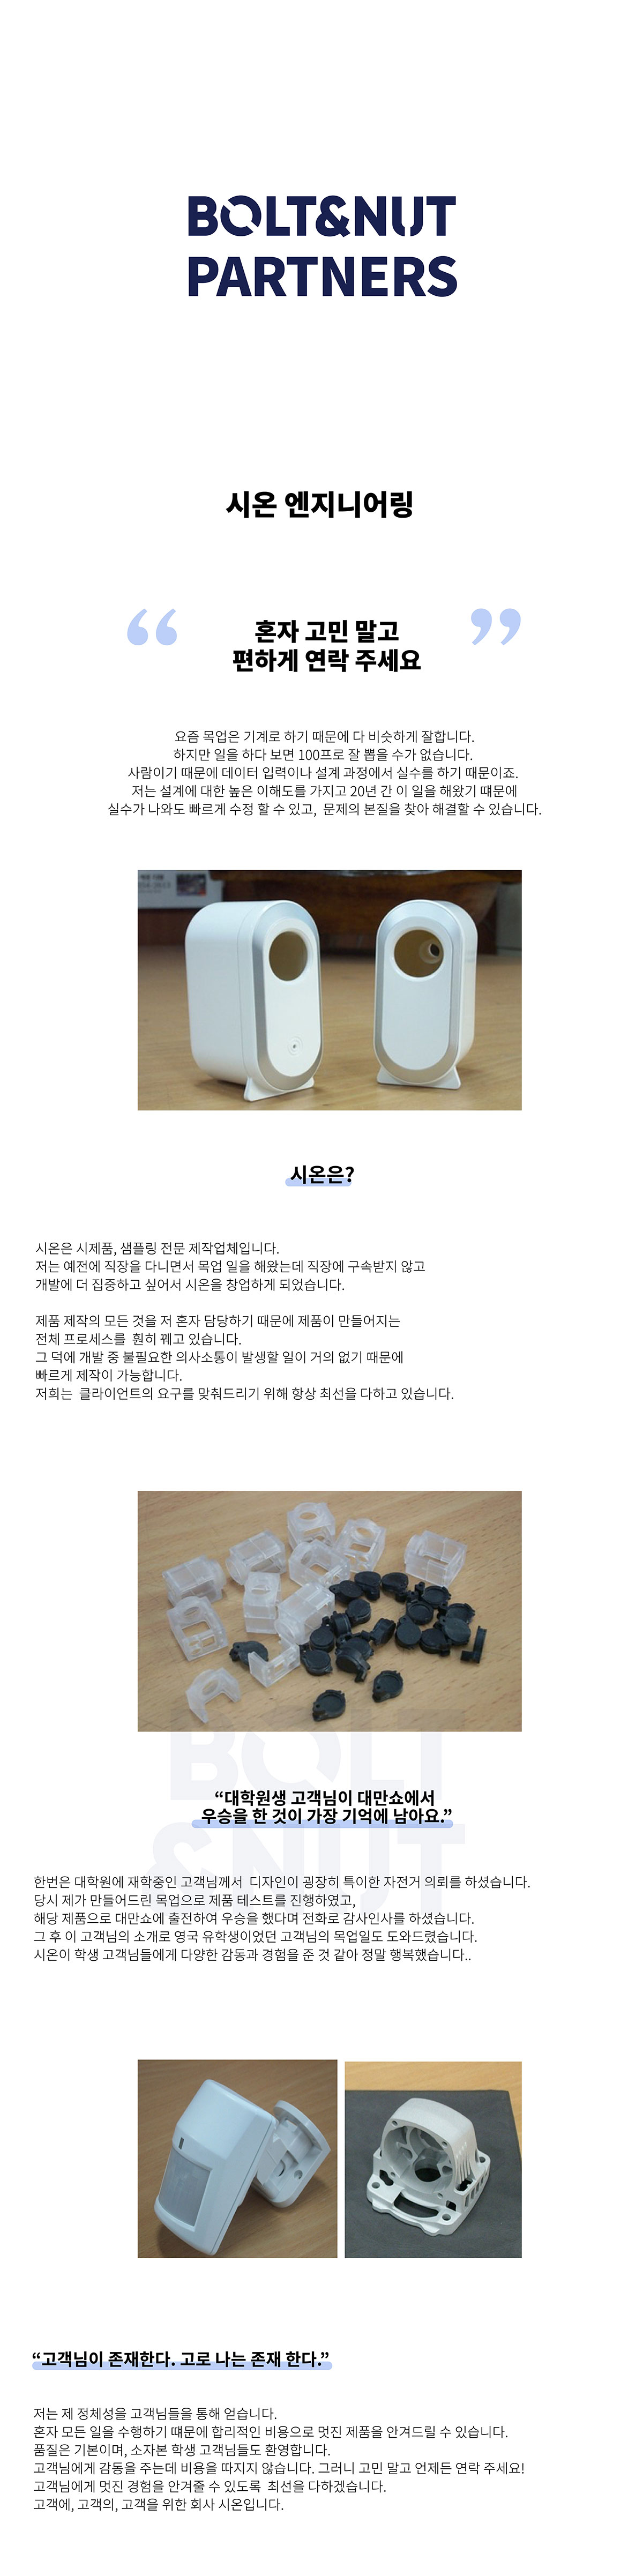 BOLT&NUT
PARTNERS
시온 엔지니어링
“ 혼자 고민 말고 ”
편하게 연락 주세요
요즘 목업은 기계로 하기 때문에 다 비슷하게 잘합니다.
하지만 일을 하다 보면 100프로 잘 뽑을 수가 없습니다.
사람이기 때문에 데이터 입력이나 설계 과정에서 실수를 하기 때문이죠.
저는 설계에 대한 높은 이해도를 가지고 20년 간 이 일을 해왔기 떄문에
실수가 나와도 빠르게 수정 할 수 있고,  문제의 본질을 찾아 해결할 수 있습니다.
시온은?
시온은 시제품, 샘플링 전문 제작업체입니다.
저는 예전에 직장을 다니면서 목업 일을 해왔는데 직장에 구속받지 않고
개발에 더 집중하고 싶어서 시온을 창업하게 되었습니다.
제품 제작의 모든 것을 저 혼자 담당하기 때문에 제품이 만들어지는
전체 프로세스를  훤히 꿰고 있습니다.
그 덕에 개발 중 불필요한 의사소통이 발생할 일이 거의 없기 때문에
빠르게 제작이 가능합니다.
저희는  클라이언트의 요구를 맞춰드리기 위해 항상 최선을 다하고 있습니다.
BOLT
&NUT
“대학원생 고객님이 대만쇼에서
우승을 한 것이 가장 기억에 남아요.”
한번은 대학원에 재학중인 고객님께서  디자인이 굉장히 특이한 자전거 의뢰를 하셨습니다.
당시 제가 만들어드린 목업으로 제품 테스트를 진행하였고,
해당 제품으로 대만쇼에 출전하여 우승을 했다며 전화로 감사인사를 하셨습니다.
그 후 이 고객님의 소개로 영국 유학생이었던 고객님의 목업일도 도와드렸습니다.
시온이 학생 고객님들에게 다양한 감동과 경험을 준 것 같아 정말 행복했습니다..
“고객님이 존재한다. 고로 나는 존재 한다.”
저는 제 정체성을 고객님들을 통해 얻습니다.
혼자 모든 일을 수행하기 떄문에 합리적인 비용으로 멋진 제품을 안겨드릴 수 있습니다.
품질은 기본이며, 소자본 학생 고객님들도 환영합니다.
고객님에게 감동을 주는데 비용을 따지지 않습니다. 그러니 고민 말고 언제든 연락 주세요!
고객님에게 멋진 경험을 안겨줄 수 있도록  최선을 다하겠습니다.
고객에, 고객의, 고객을 위한 회사 시온입니다.